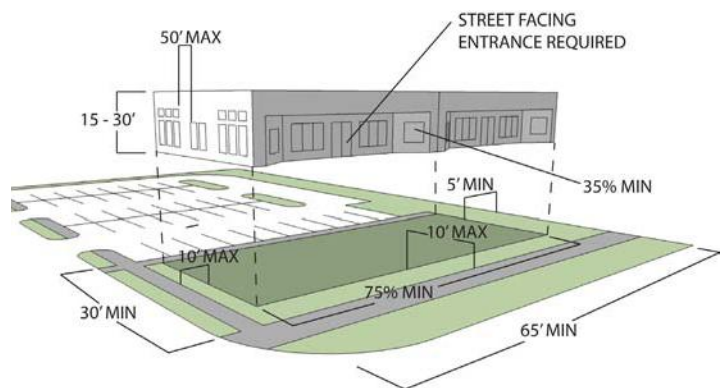 STREET FACING
ENTRANCE REQUIRED
50' MAX
15 - 30'
35% MIN
5' MIN
10' MAX
10' MAX
75% MIN
30' MIN
65' MIN